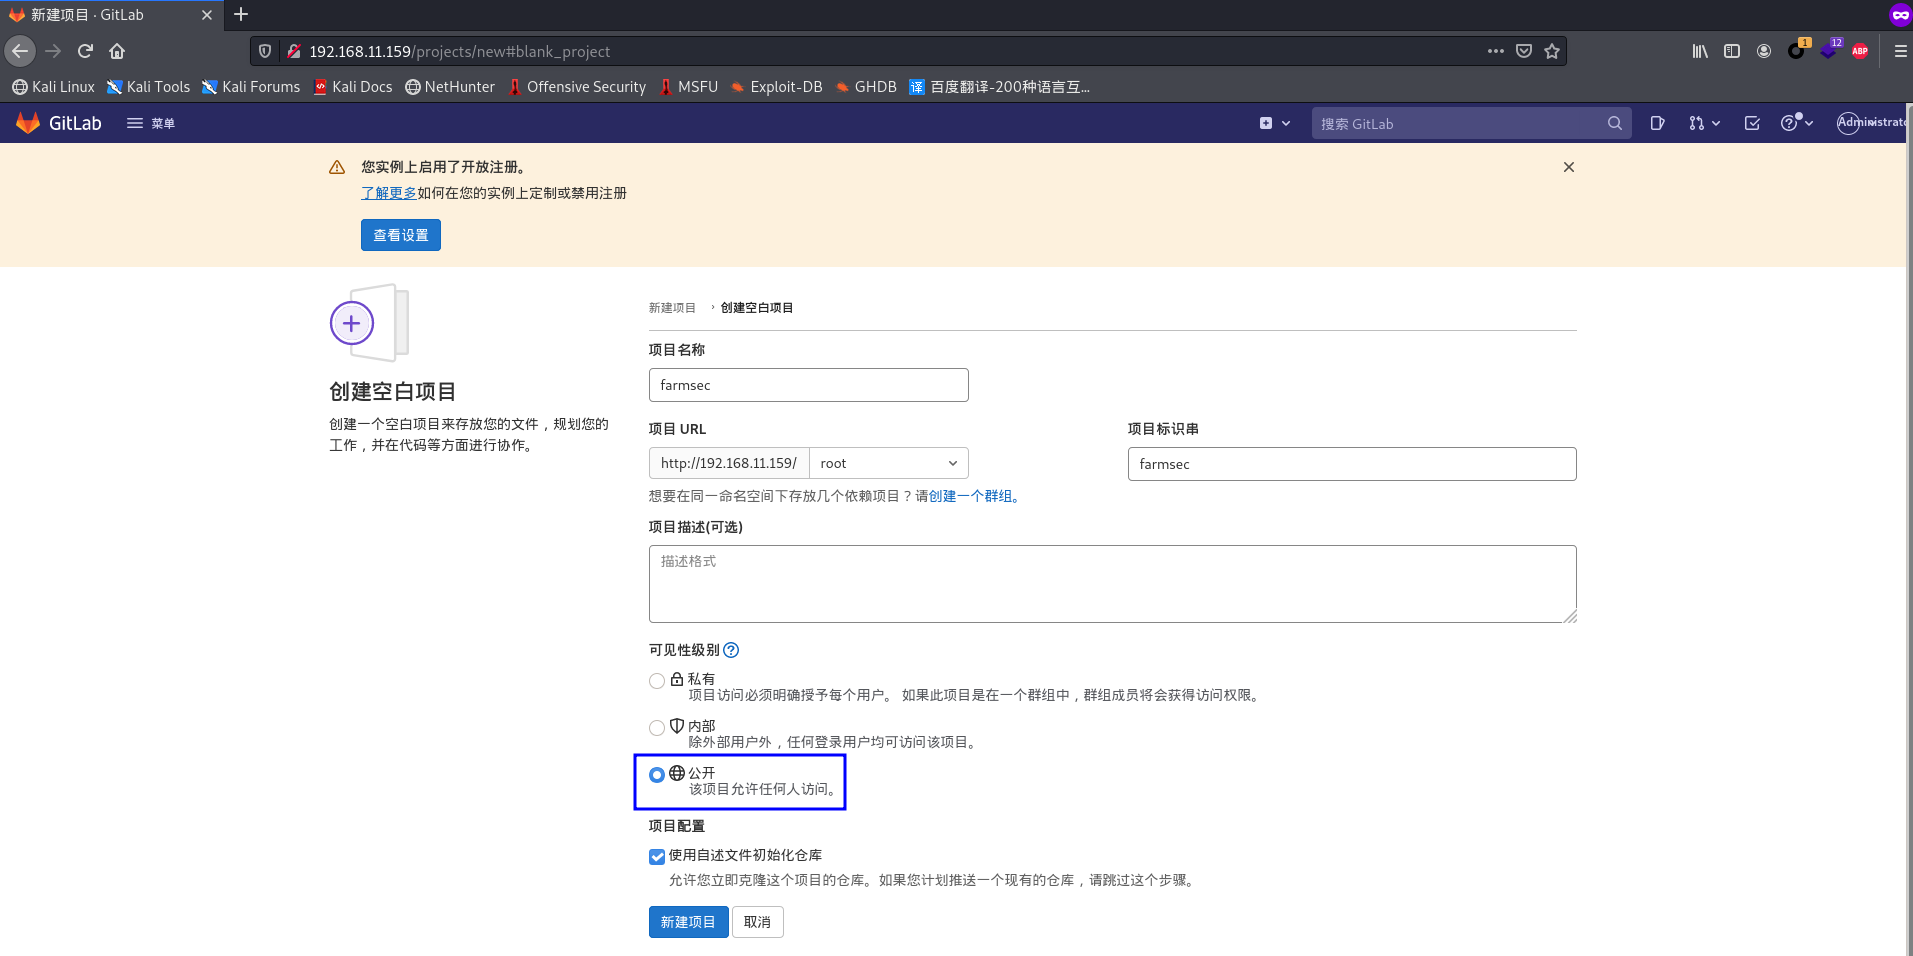 新建项目 · GitLab
192.168.11.159/projects/new#blank_project
1
12
ABP
Kali Linux
Kali Tools
Kali Forums
Kali Docs
NetHunter
Offensive Security
MSFU
Exploit-DB
GHDB
译 百度翻译-200种语言互...
GitLab
菜单
搜索 GitLab
Administrato
您实例上启用了开放注册。
了解更多如何在您的实例上定制或禁用注册
查看设置
新建项目 › 创建空白项目
创建空白项目
创建一个空白项目来存放您的文件，规划您的
工作，并在代码等方面进行协作。
项目名称
farmsec
项目 URL
http://192.168.11.159/ root
项目标识串
farmsec
想要在同一命名空间下存放几个依赖项目？请创建一个群组。
项目描述(可选)
描述格式
可见性级别
私有
项目访问必须明确授予每个用户。 如果此项目是在一个群组中，群组成员将会获得访问权限。
内部
除外部用户外，任何登录用户均可访问该项目。
公开
该项目允许任何人访问。
项目配置
使用自述文件初始化仓库
允许您立即克隆这个项目的仓库。如果您计划推送一个现有的仓库，请跳过这个步骤。
新建项目
取消